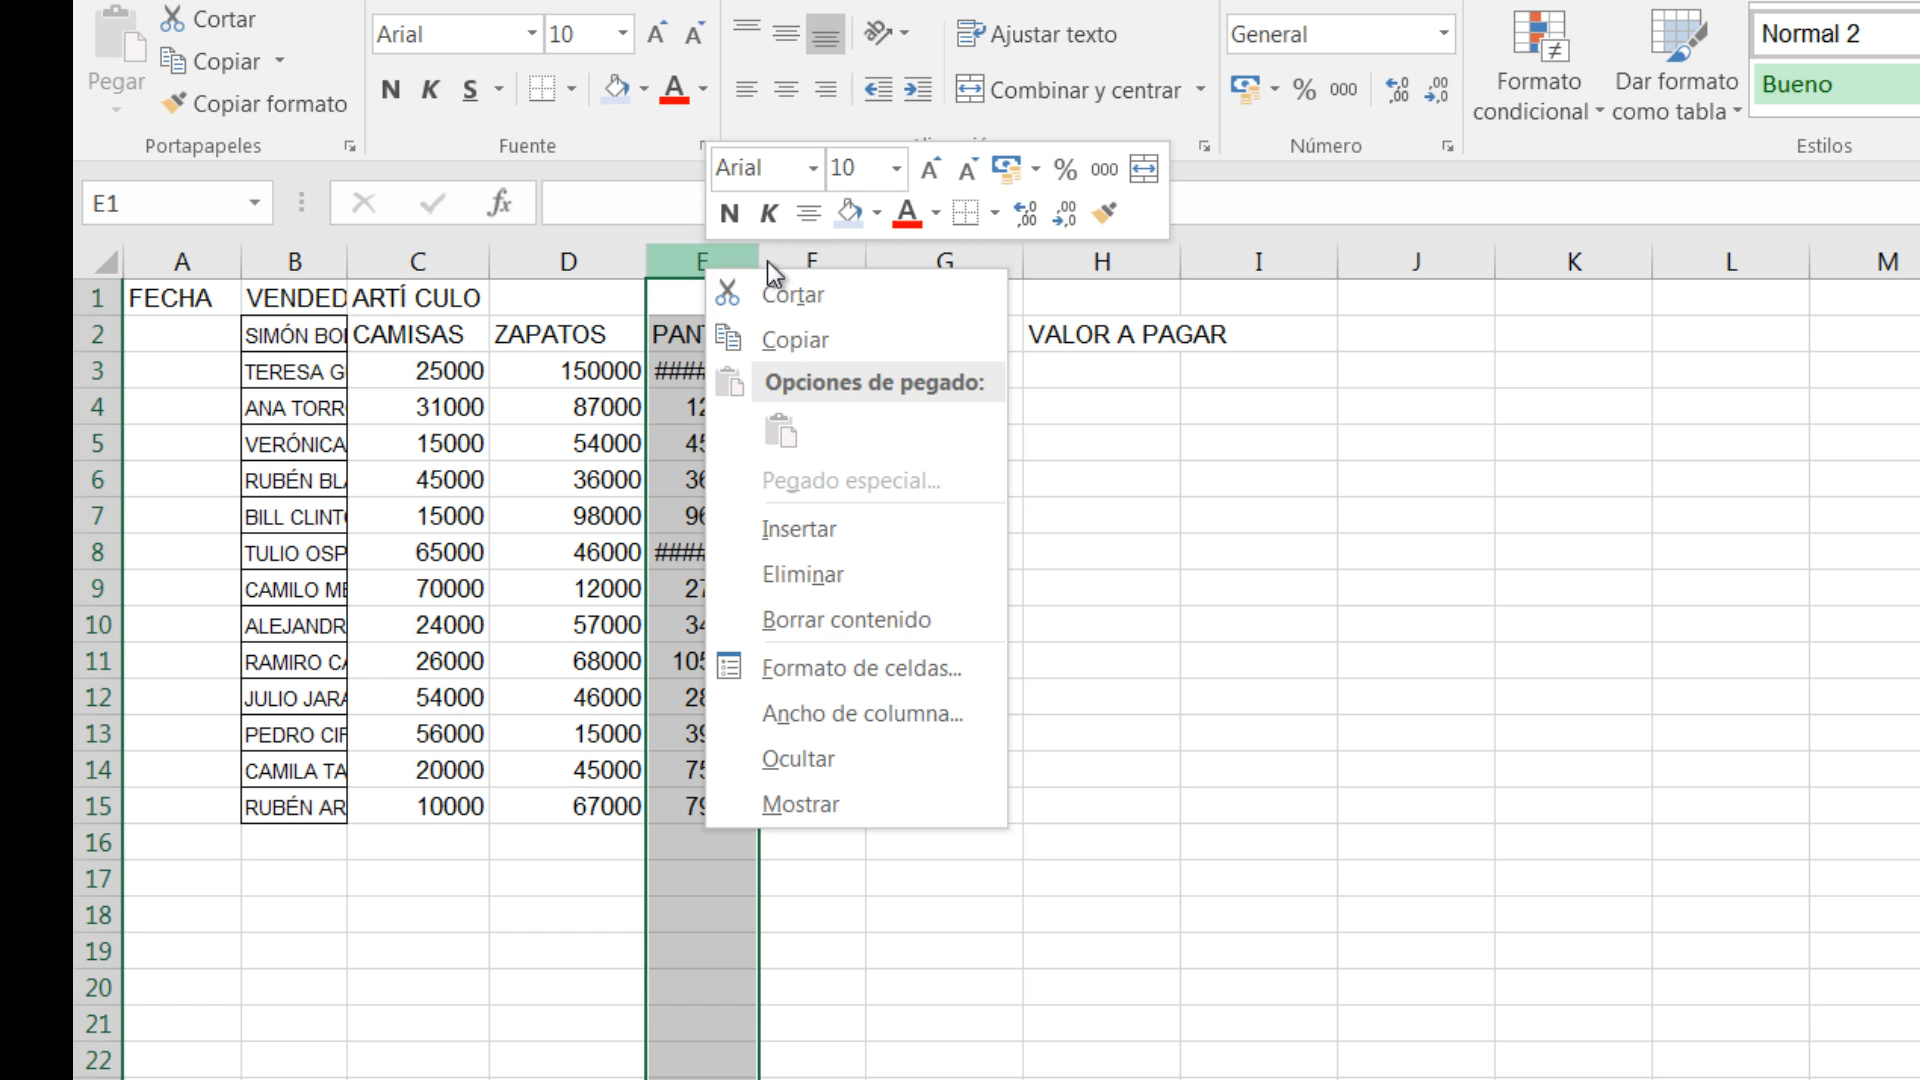 Cortar
Copiar
Copiar formato
Pegar
Portapapeles
Arial 10
N K S
Fuente
Ajustar texto
Combinar y centrar
General
% 000
Número
Formato condicional
Dar formato como tabla
Normal 2
Bueno
Estilos
Arial 10 % 000
N K
E1
fx
A B C D E F G H I J K L M
1 FECHA VENDED ARTÍ CULO
2 SIMÓN BO CAMISAS ZAPATOS PANT VALOR A PAGAR
3 TERESA G 25000 150000 ####
4 ANA TORR 31000 87000 12
5 VERÓNICA 15000 54000 45
6 RUBÉN BL 45000 36000 36
7 BILL CLINT 15000 98000 96
8 TULIO OSP 65000 46000 ####
9 CAMILO ME 70000 12000 27
10 ALEJANDR 24000 57000 34
11 RAMIRO CA 26000 68000 105
12 JULIO JARA 54000 46000 28
13 PEDRO CIF 56000 15000 39
14 CAMILA TA 20000 45000 75
15 RUBÉN AR 10000 67000 79
16
17
18
19
20
21
22
Cortar
Copiar
Opciones de pegado:
Pegado especial...
Insertar
Eliminar
Borrar contenido
Formato de celdas...
Ancho de columna...
Ocultar
Mostrar